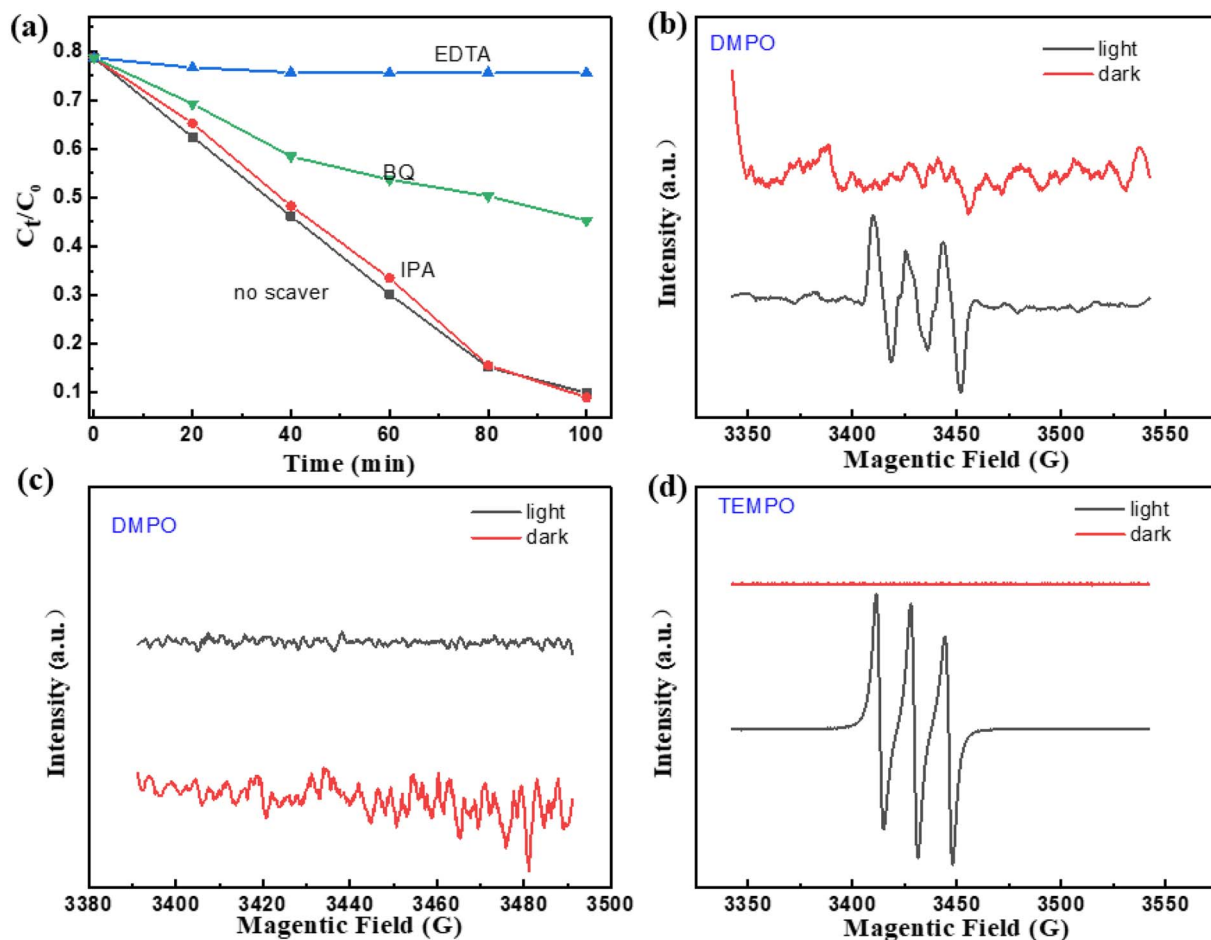 (a)
EDTA
BQ
IPA
no scaver
Ct/C0
0.8
0.7
0.6
0.5
0.4
0.3
0.2
0.1
0 20 40 60 80 100
Time (min)
(b)
DMPO
light
dark
Intensity (a.u.)
3350 3400 3450 3500 3550
Magentic Field (G)
(c)
DMPO
light
dark
Intensity (a.u.)
3380 3400 3420 3440 3460 3480 3500
Magentic Field (G)
(d)
TEMPO
light
dark
Intensity (a.u.)
3350 3400 3450 3500 3550
Magentic Field (G)